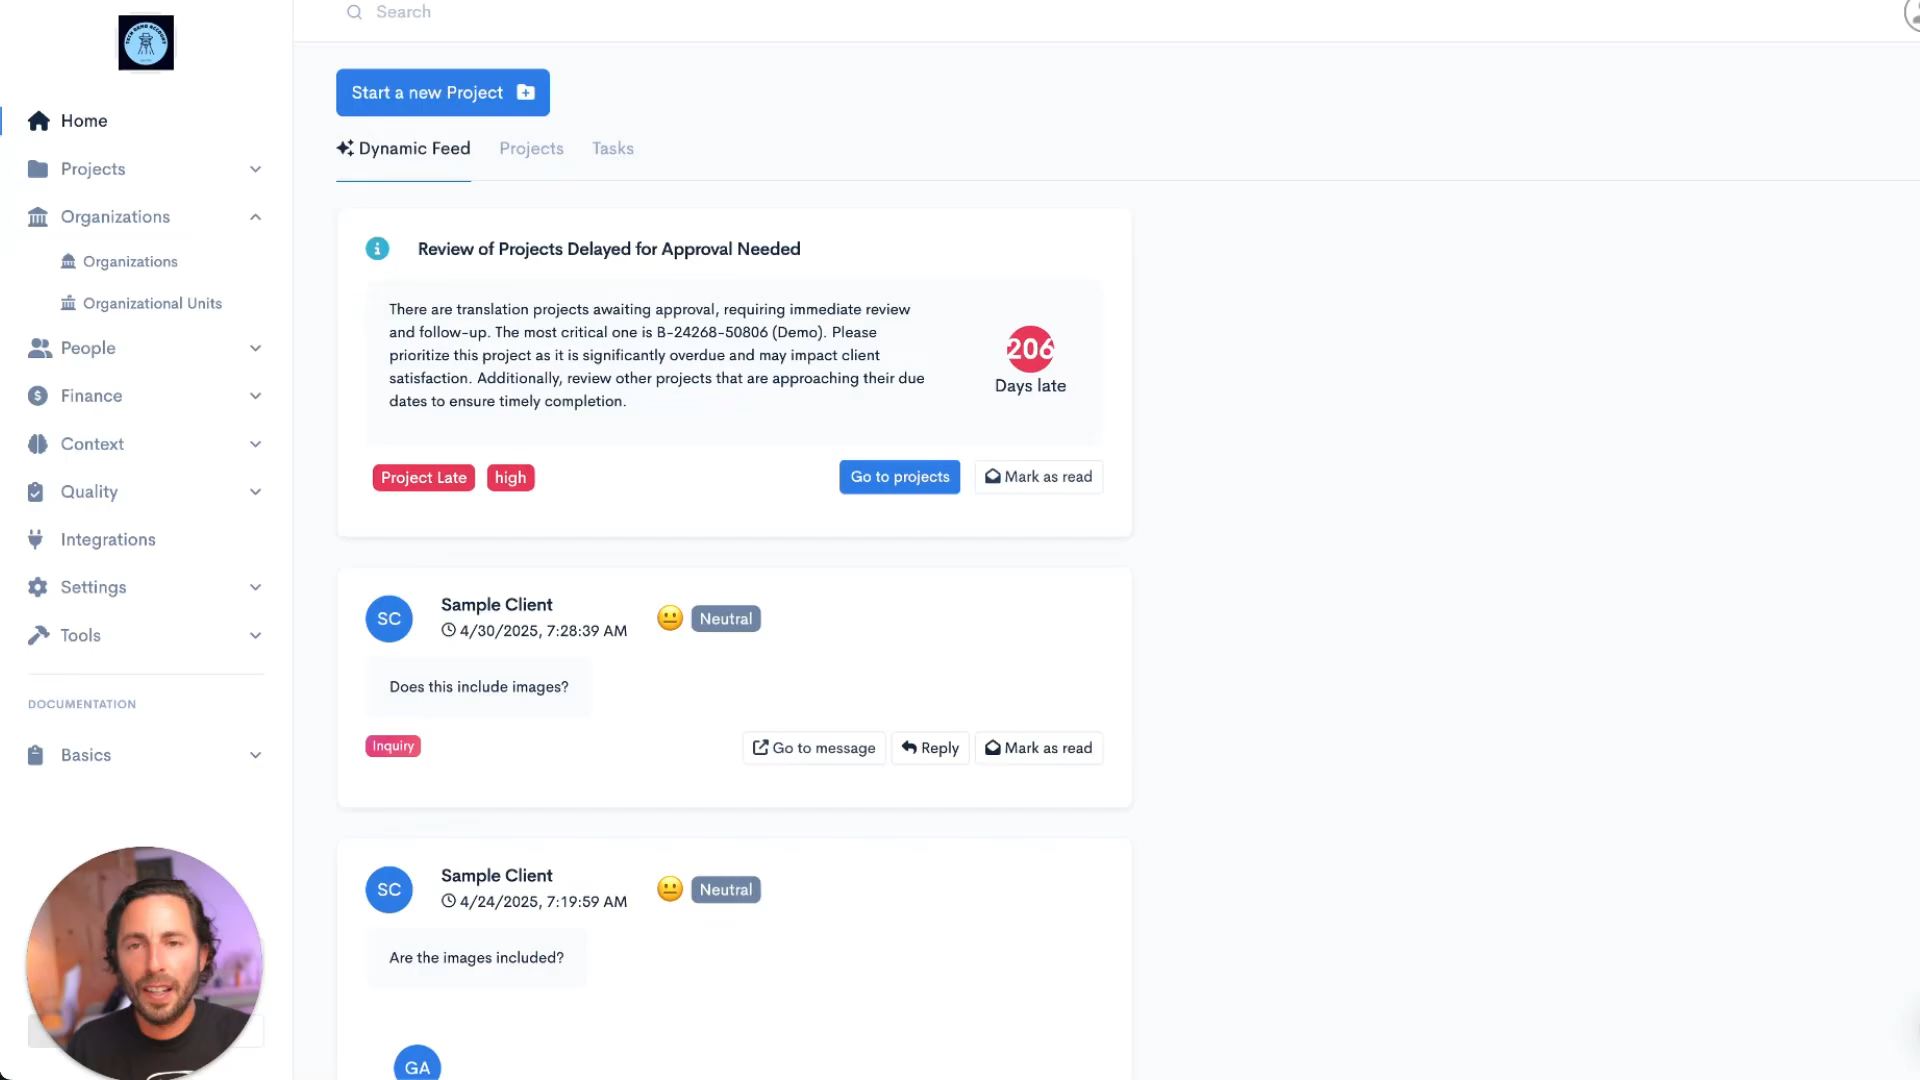 Search
Home
Projects
Organizations
Organizations
Organizational Units
People
Finance
Context
Quality
Integrations
Settings
Tools
DOCUMENTATION
Basics
Start a new Project
Dynamic Feed
Projects
Tasks
Review of Projects Delayed for Approval Needed
There are translation projects awaiting approval, requiring immediate review
and follow-up. The most critical one is B-24268-50806 (Demo). Please
prioritize this project as it is significantly overdue and may impact client
satisfaction. Additionally, review other projects that are approaching their due
dates to ensure timely completion.
206
Days late
Project Late
high
Go to projects
Mark as read
SC
Sample Client
4/30/2025, 7:28:39 AM
Neutral
Does this include images?
Inquiry
Go to message
Reply
Mark as read
SC
Sample Client
4/24/2025, 7:19:59 AM
Neutral
Are the images included?
GA